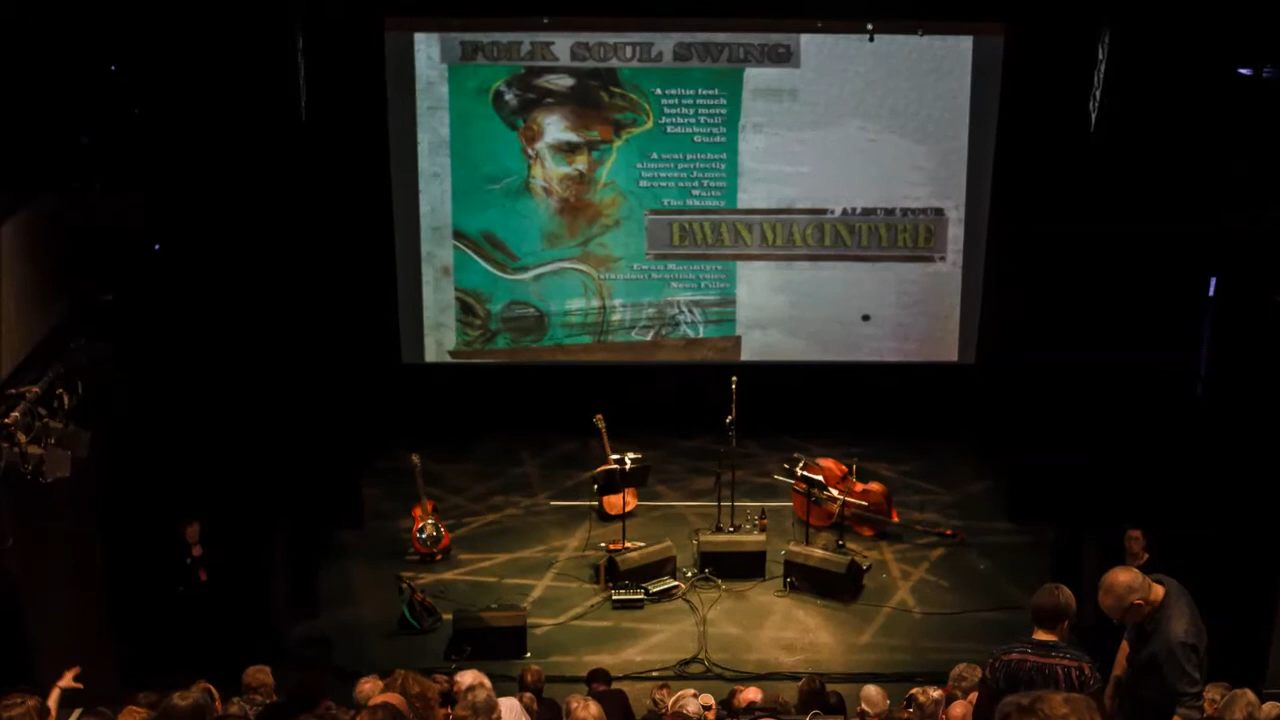 FOLK SOUL SWING
"A celtic feel...
not so much
bothy more
Jethro Tull"
Edinburgh
Guide
"A seat pitched
almost perfectly
between James
Brown and Tom
Waits"
The Skinny
ALBUM TOUR
EWAN MACINTYRE
Ewan Macintyre,
standout Scottish voice
Neon Filler